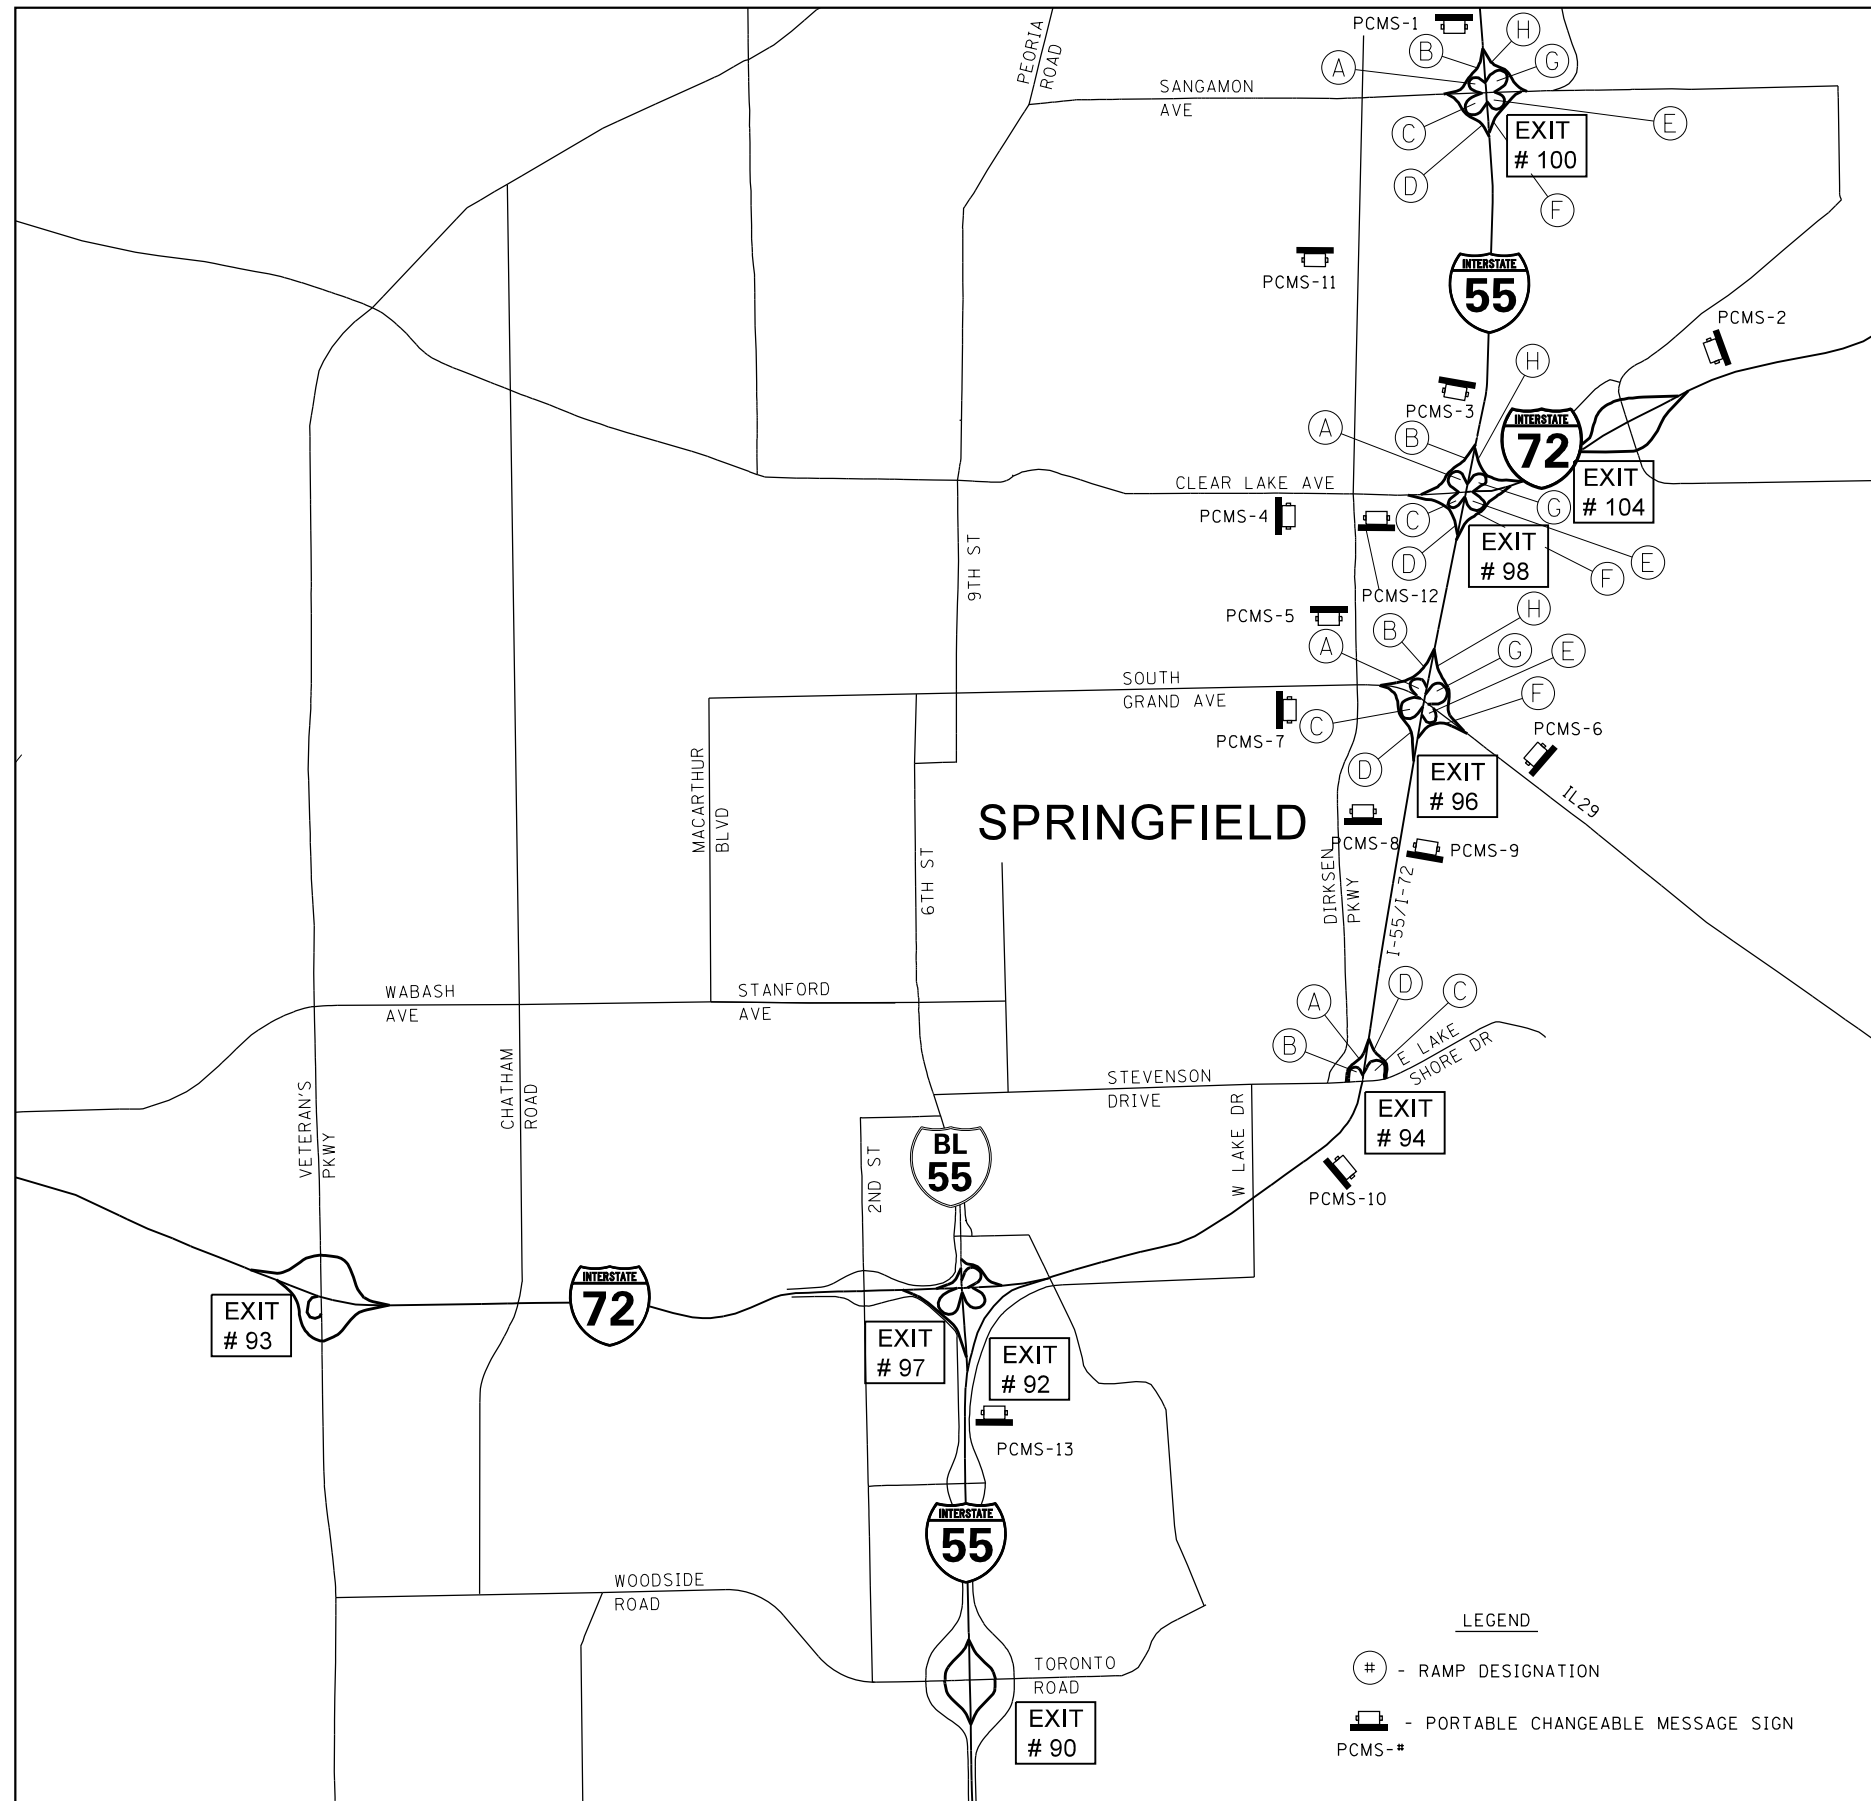 PCMS-1
H
B
G
A
PEORIA
ROAD
SANGAMON
AVE
C
E
EXIT
# 100
D
F
PCMS-11
INTERSTATE
55
PCMS-2
H
PCMS-3
A
B
INTERSTATE
72
EXIT
# 104
CLEAR LAKE AVE
PCMS-4
C
G
EXIT
# 98
D
E
F
PCMS-12
9TH ST
PCMS-5
H
B
A
G
E
SOUTH
GRAND AVE
F
C
PCMS-7
PCMS-6
D
EXIT
# 96
IL29
MACARTHUR
BLVD
SPRINGFIELD
PCMS-8
PCMS-9
6TH ST
DIRKSEN
PKWY
I-55/I-72
WABASH
AVE
STANFORD
AVE
D
C
A
B
E LAKE
SHORE DR
STEVENSON
DRIVE
EXIT
# 94
CHATHAM
ROAD
VETERAN'S
PKWY
BL
55
2ND ST
W LAKE DR
PCMS-10
INTERSTATE
72
EXIT
# 93
EXIT
# 97
EXIT
# 92
PCMS-13
INTERSTATE
55
WOODSIDE
ROAD
TORONTO
ROAD
EXIT
# 90
LEGEND
# - RAMP DESIGNATION
- PORTABLE CHANGEABLE MESSAGE SIGN
PCMS-#